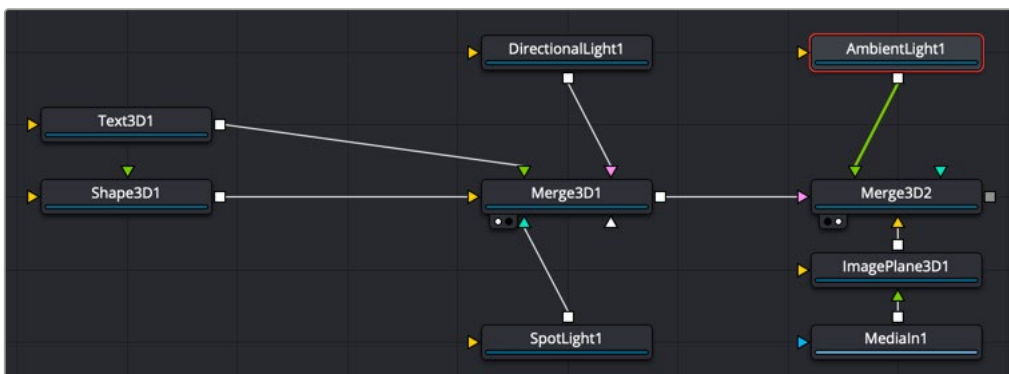 DirectionalLight1
AmbientLight1
Text3D1
Shape3D1
Merge3D1
Merge3D2
ImagePlane3D1
SpotLight1
MediaIn1